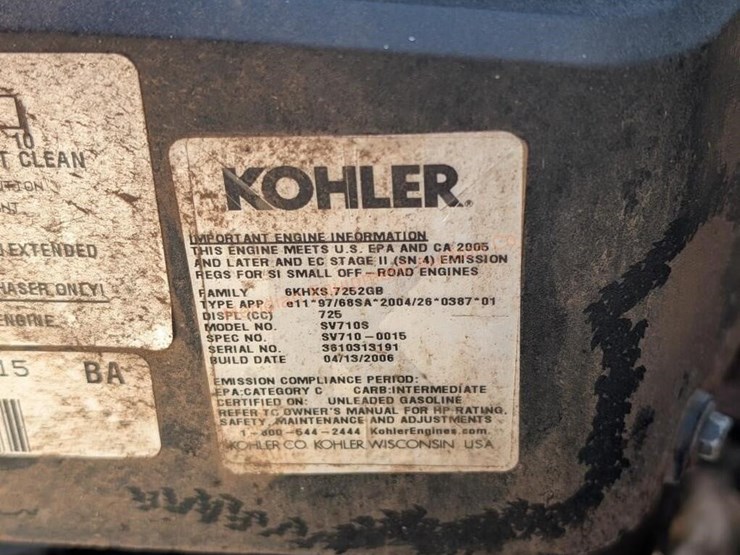 10
T CLEAN
EXTENDED
HASER ONLY!
ENGINE
15 BA
KOHLER.
IMPORTANT ENGINE INFORMATION
THIS ENGINE MEETS U.S. EPA AND CA 2005
AND LATER AND EC STAGE II (SN:4) EMISSION
REGS FOR SI SMALL OFF-ROAD ENGINES
FAMILY 6KHXS.7252GB
TYPE APP e11*97/68SA*2004/26*0387*01
DISPL (CC) 725
MODEL NO. SV710S
SPEC NO. SV710-0015
SERIAL NO. 3610313191
BUILD DATE 04/13/2006
EMISSION COMPLIANCE PERIOD:
EPA:CATEGORY C CARB:INTERMEDIATE
CERTIFIED ON: UNLEADED GASOLINE
REFER TO OWNER'S MANUAL FOR HP RATING,
SAFETY, MAINTENANCE AND ADJUSTMENTS
1-800-544-2444 KohlerEngines.com
KOHLER CO. KOHLER, WISCONSIN USA